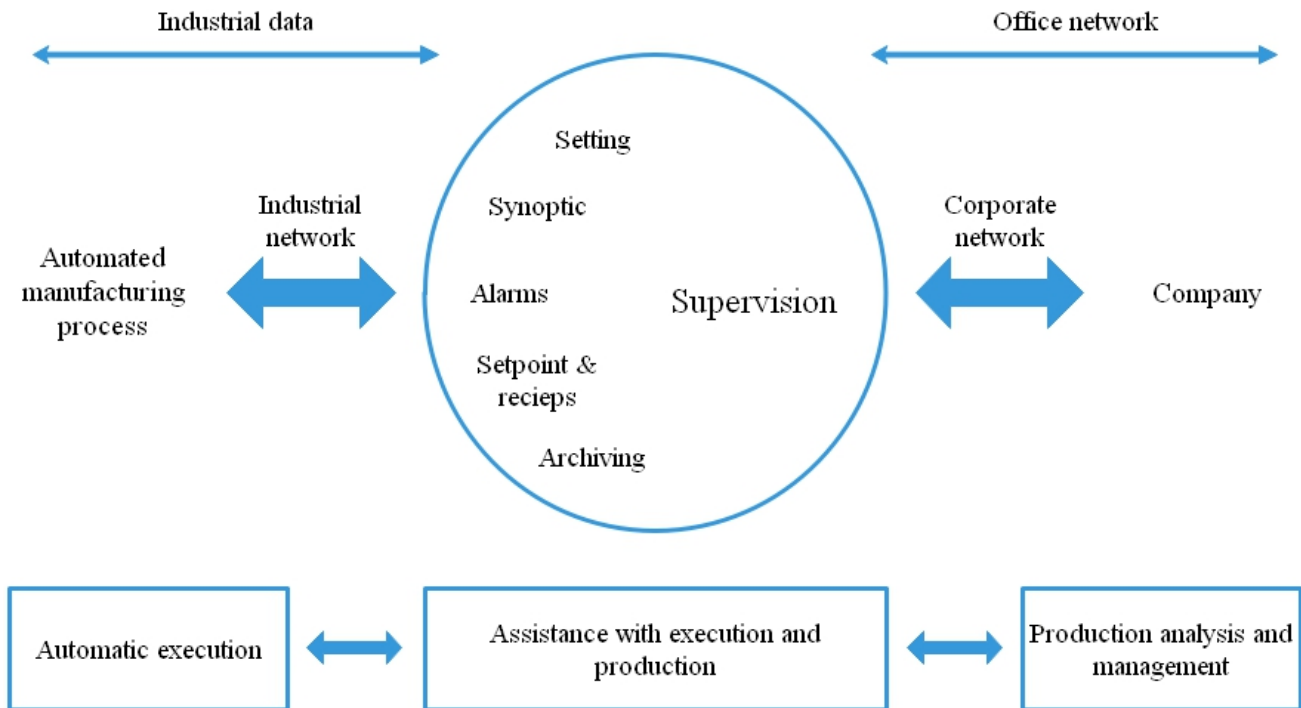 Industrial data
Office network
Setting
Synoptic
Industrial
network
Corporate
network
Automated
manufacturing
process
Alarms
Supervision
Company
Setpoint &
recieps
Archiving
Automatic execution
Assistance with execution and
production
Production analysis and
management